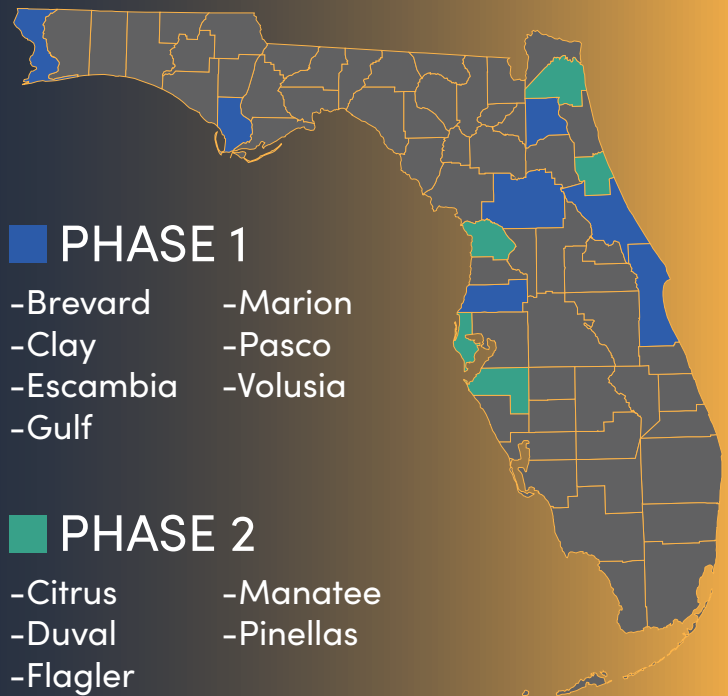 PHASE 1
-Brevard
-Clay
-Escambia
-Gulf
-Marion
-Pasco
-Volusia
PHASE 2
-Citrus
-Duval
-Flagler
-Manatee
-Pinellas